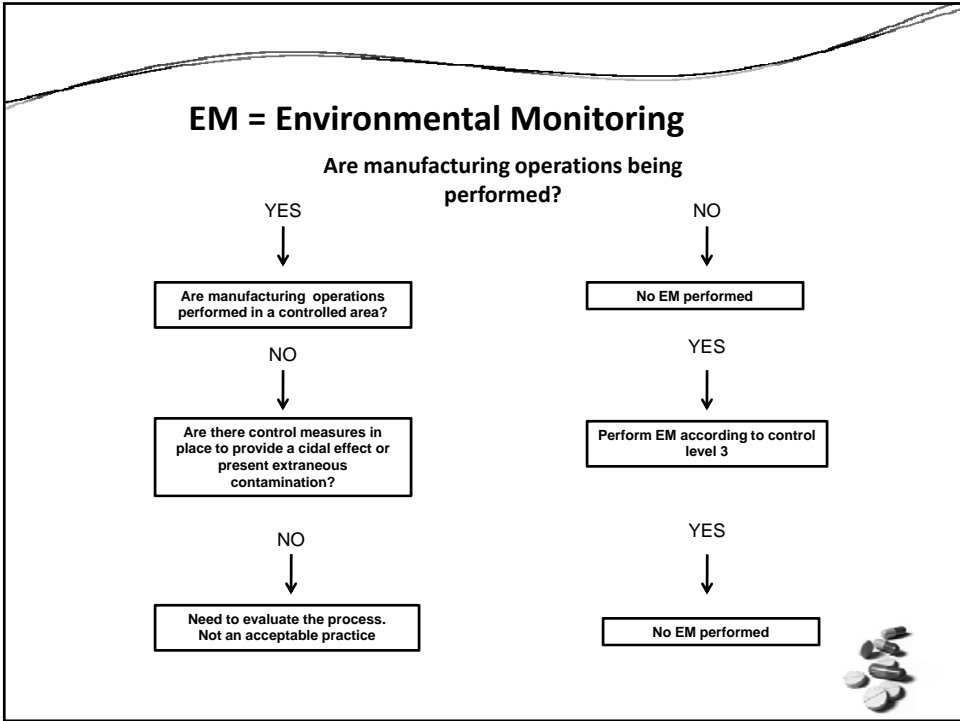 EM = Environmental Monitoring
Are manufacturing operations being
performed?
YES
NO
Are manufacturing operations
performed in a controlled area?
No EM performed
NO
YES
Are there control measures in
place to provide a cidal effect or
present extraneous
contamination?
Perform EM according to control
level 3
NO
YES
Need to evaluate the process.
Not an acceptable practice
No EM performed